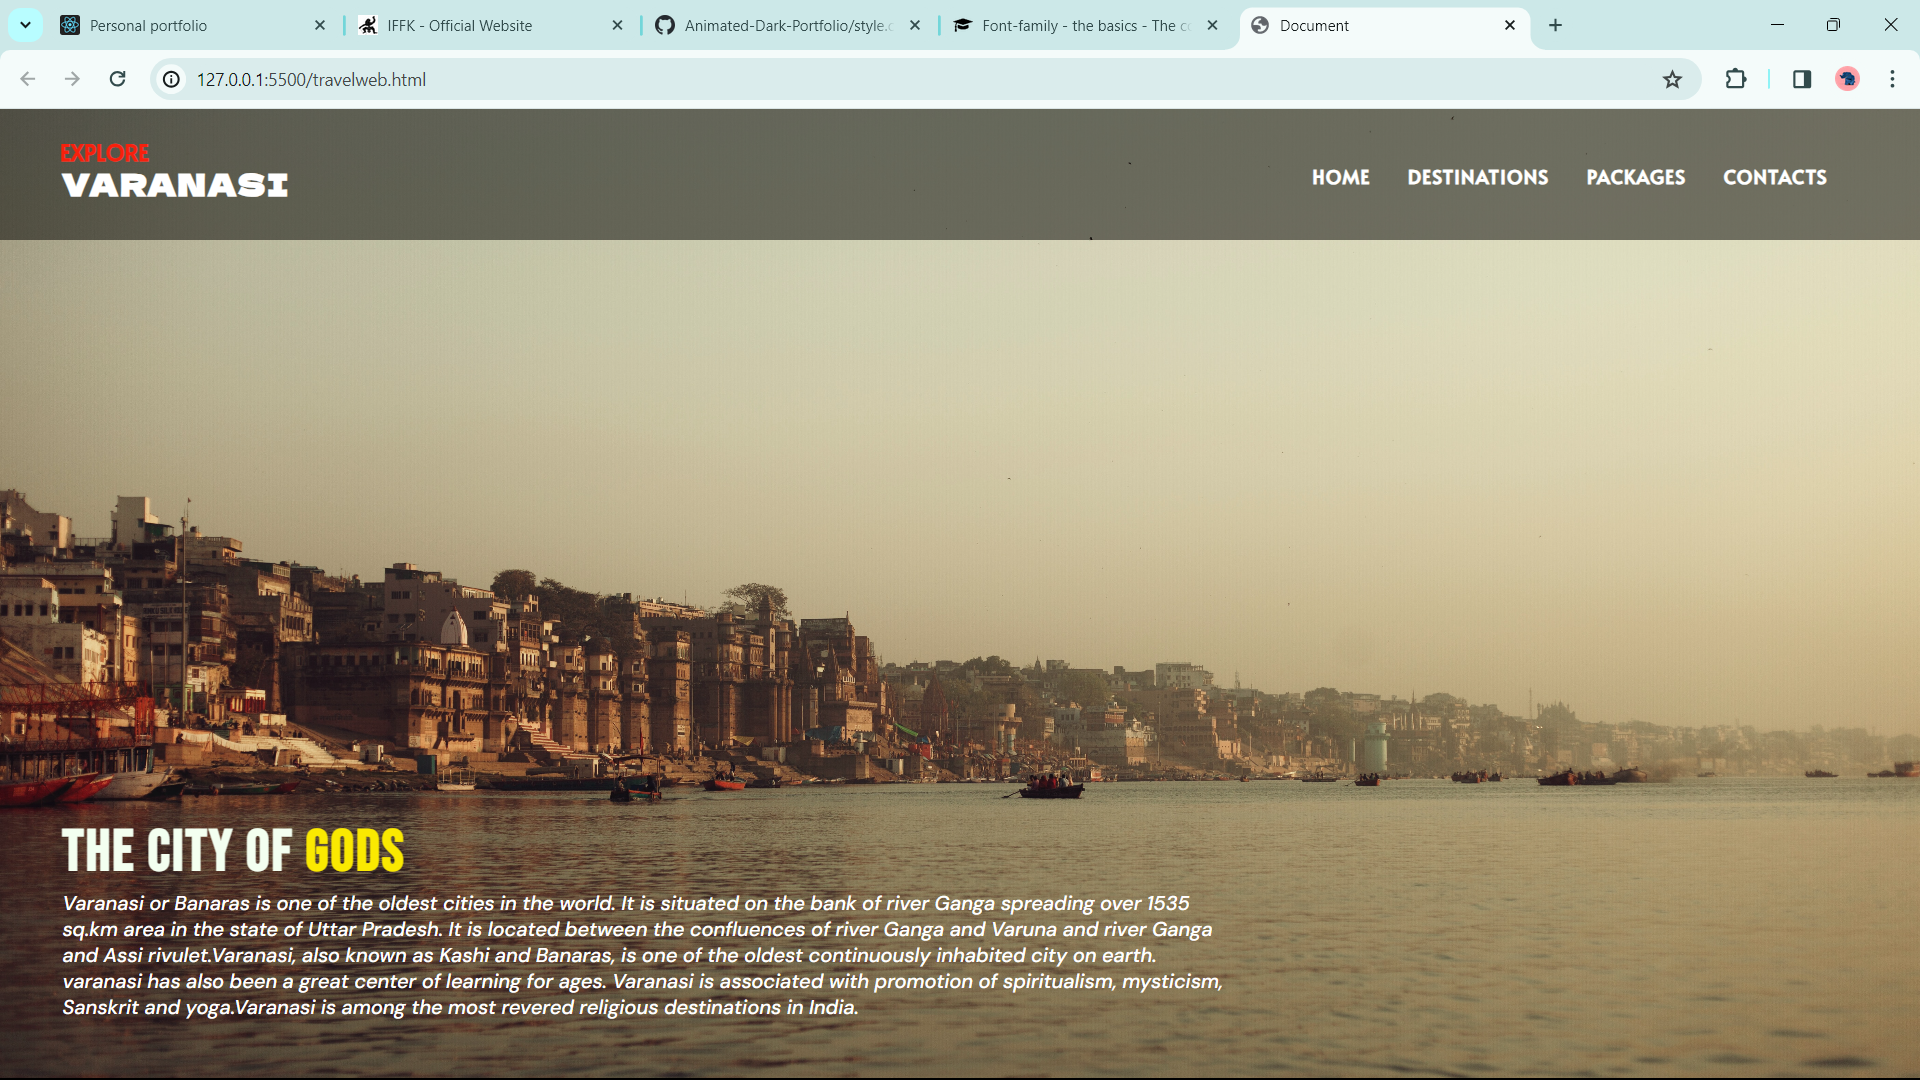 Personal portfolio
IFFK - Official Website
Animated-Dark-Portfolio/style.c
Font-family - the basics - The co
Document
127.0.0.1:5500/travelweb.html
EXPLORE
VARANASI
HOME DESTINATIONS PACKAGES CONTACTS
THE CITY OF GODS
Varanasi or Banaras is one of the oldest cities in the world. It is situated on the bank of river Ganga spreading over 1535
sq.km area in the state of Uttar Pradesh. It is located between the confluences of river Ganga and Varuna and river Ganga
and Assi rivulet.Varanasi, also known as Kashi and Banaras, is one of the oldest continuously inhabited city on earth.
varanasi has also been a great center of learning for ages. Varanasi is associated with promotion of spiritualism, mysticism,
Sanskrit and yoga.Varanasi is among the most revered religious destinations in India.